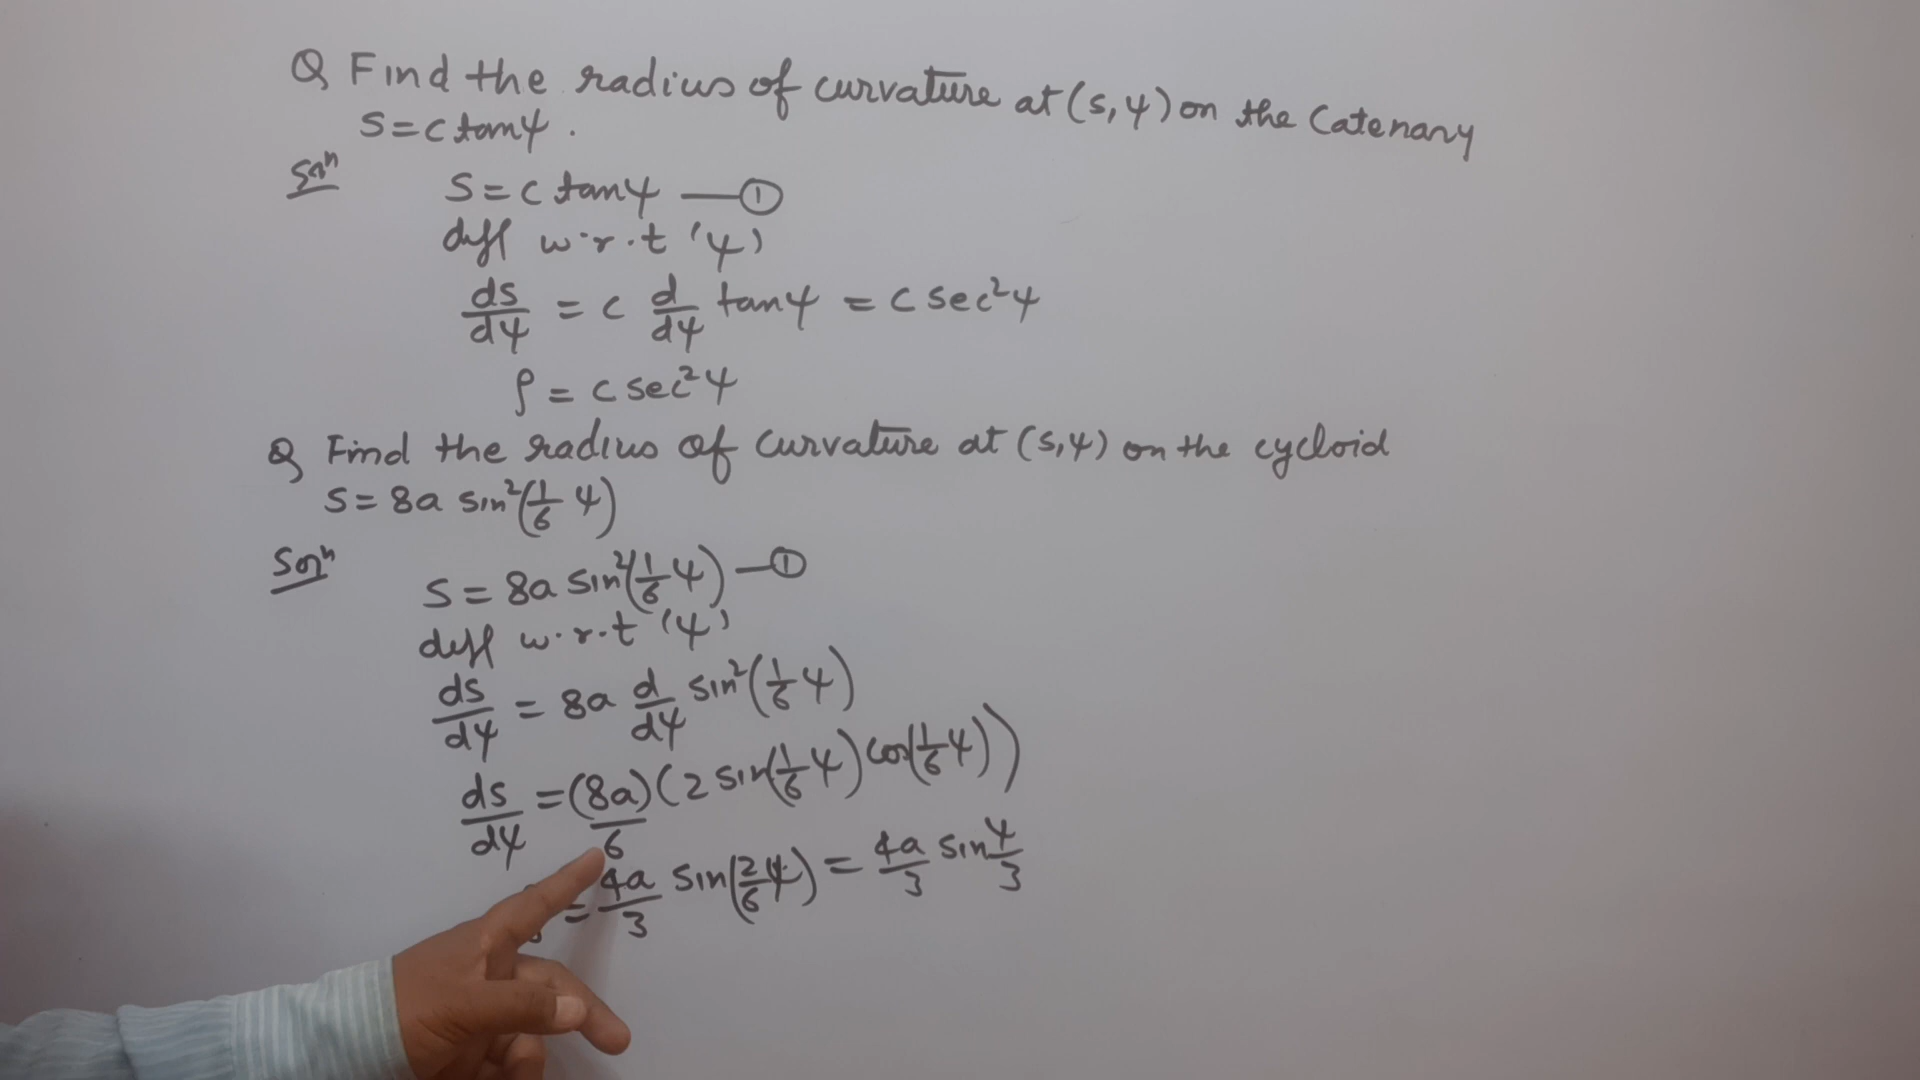 Q Find the radius of curvature at (s,ψ) on the Catenary
S=c tanψ.
Solⁿ
S=c tanψ —①
diff w.r.t 'ψ'
ds/dψ = c d/dψ tanψ = c sec²ψ
ρ = c sec²ψ
Q Find the radius of curvature at (s,ψ) on the cycloid
S=8a sin²(1/6 ψ)
Solⁿ
S=8a sin²(1/6 ψ) —①
diff w.r.t 'ψ'
ds/dψ = 8a d/dψ sin²(1/6 ψ)
ds/dψ =(8a)/6 (2 sin(1/6 ψ) cos(1/6 ψ))
= 4a/3 sin(2/6 ψ) = 4a/3 sin ψ/3